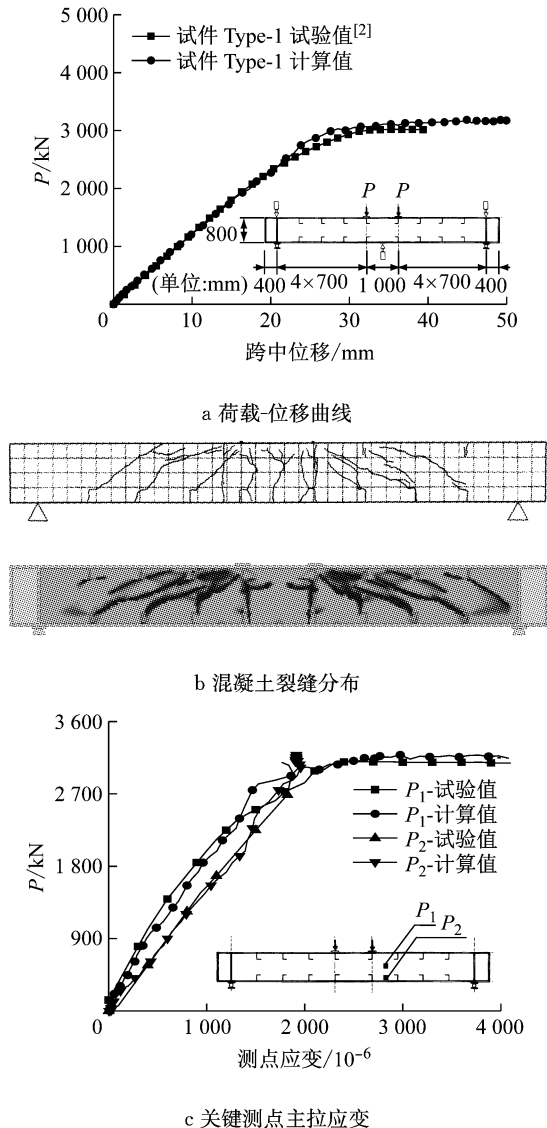 5 000
试件 Type-1 试验值[2]
试件 Type-1 计算值
4 000
3 000
2 000
1 000
P/kN
P P
800
(单位:mm) 400 4×700 1 000 4×700 400
0 10 20 30 40 50
跨中位移/mm
a 荷载-位移曲线
b 混凝土裂缝分布
3 600
2 700
P1-试验值
P1-计算值
P2-试验值
P2-计算值
1 800
P/kN
900
P1 P2
0 1 000 2 000 3 000 4 000
测点应变/10-6
c 关键测点主拉应变